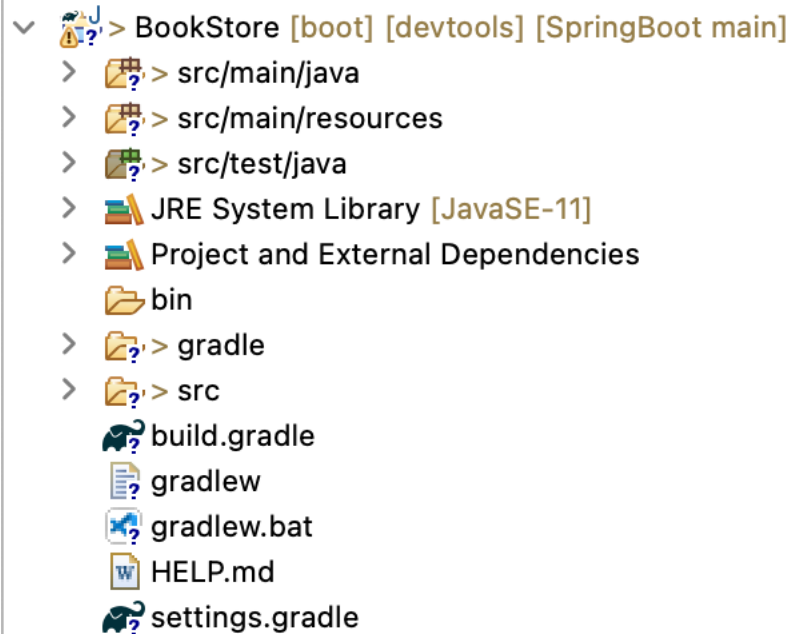 > BookStore [boot] [devtools] [SpringBoot main]
> src/main/java
> src/main/resources
> src/test/java
JRE System Library [JavaSE-11]
Project and External Dependencies
bin
> gradle
> src
build.gradle
gradlew
gradlew.bat
HELP.md
settings.gradle